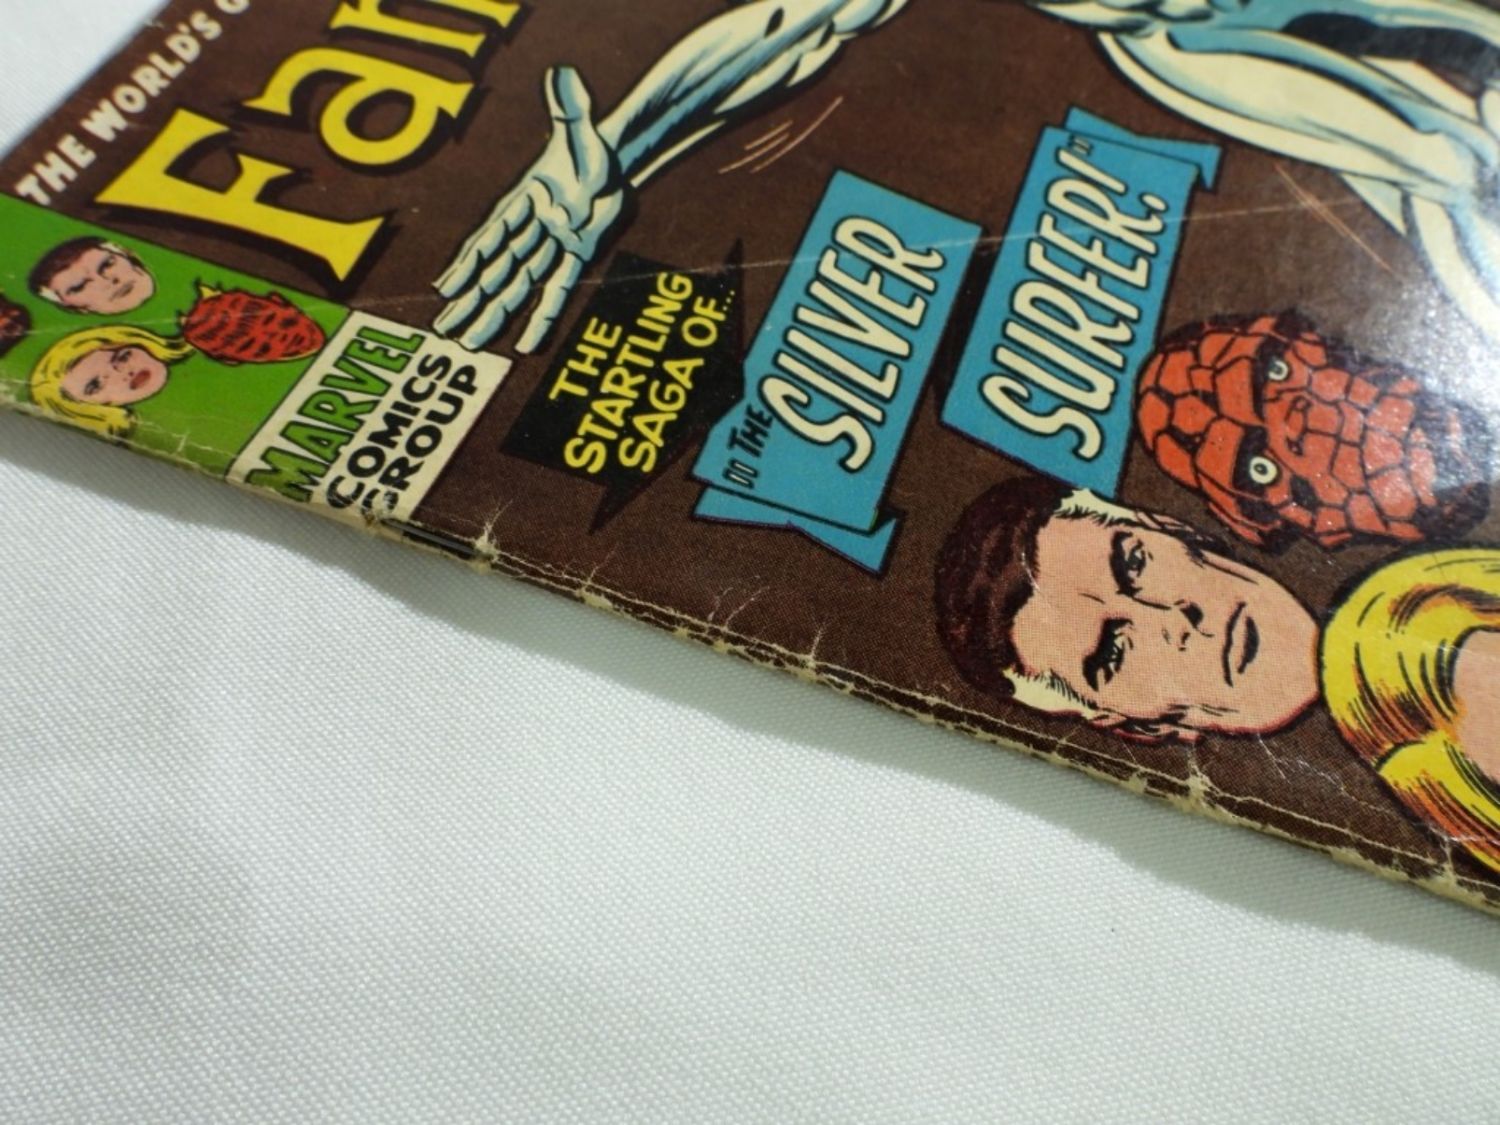 THE WORLD'S G
Fan
MARVEL
COMICS
GROUP
THE
STARTLING
SAGA OF...
THE
"SILVER
SURFER!"